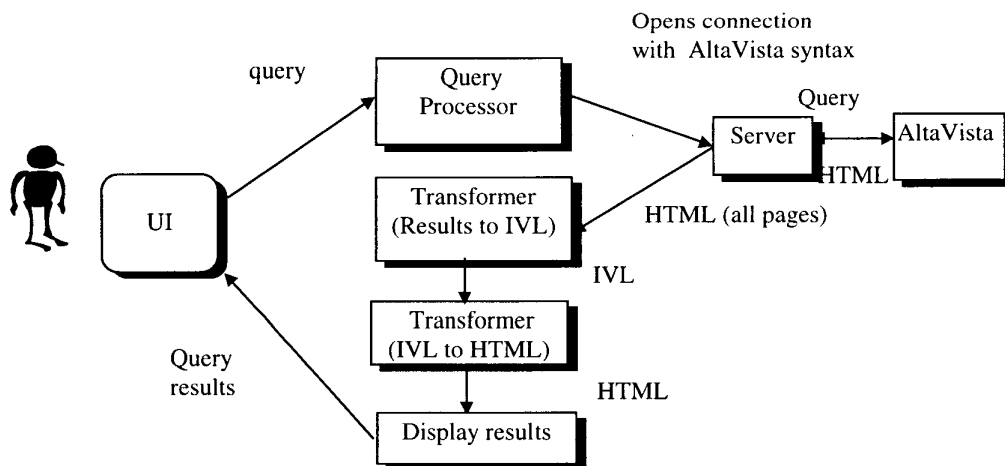 Opens connection
with AltaVista syntax
query
Query
Processor
Query
Server
AltaVista
HTML
UI
Transformer
(Results to IVL)
HTML (all pages)
IVL
Transformer
(IVL to HTML)
Query
results
HTML
Display results